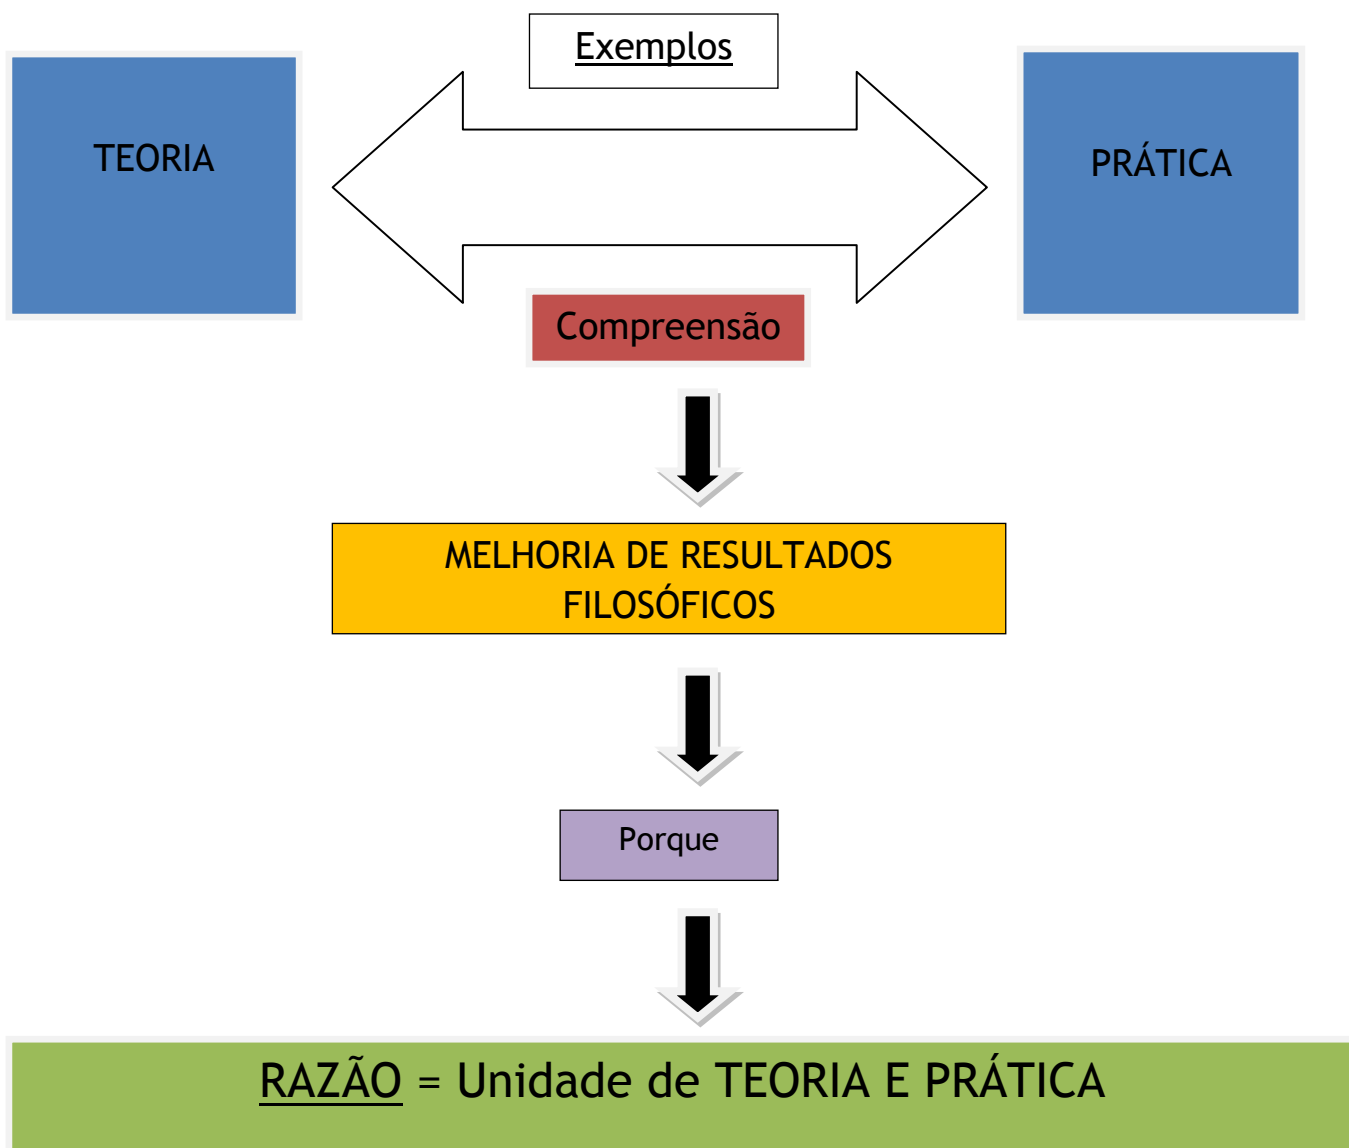 Exemplos
TEORIA
PRÁTICA
Compreensão
MELHORIA DE RESULTADOS
FILOSÓFICOS
Porque
RAZÃO = Unidade de TEORIA E PRÁTICA